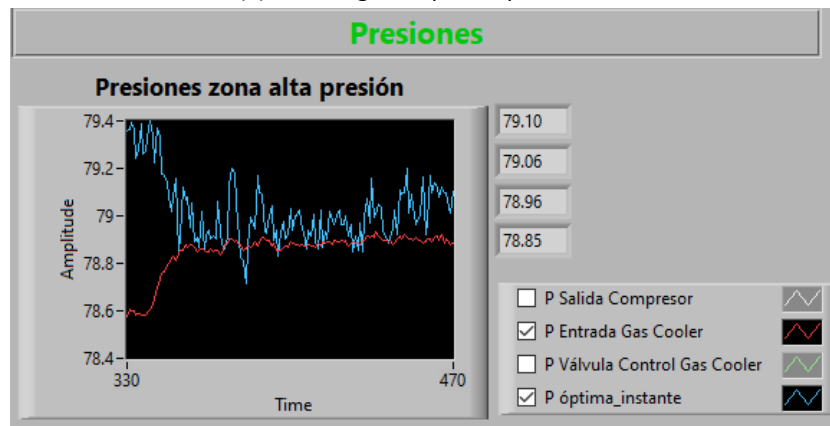 Presiones
Presiones zona alta presión
79.4
79.2
79
78.8
78.6
78.4
Amplitude
330
470
Time
79.10
79.06
78.96
78.85
P Salida Compresor
P Entrada Gas Cooler
P Válvula Control Gas Cooler
P óptima_instante